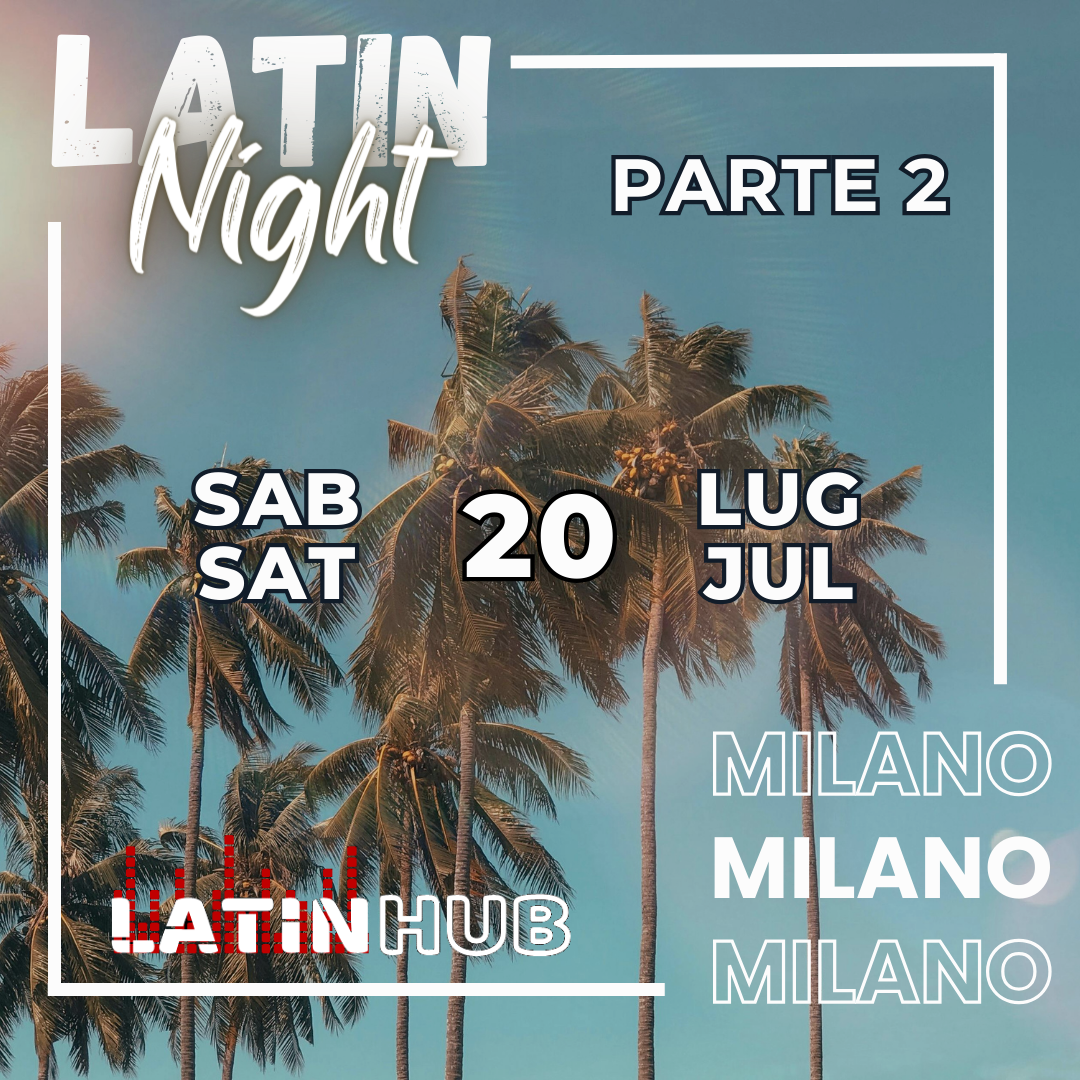 LATIN
Night
PARTE 2
SAB
SAT
20
LUG
JUL
MILANO
MILANO
MILANO
LATINHUB